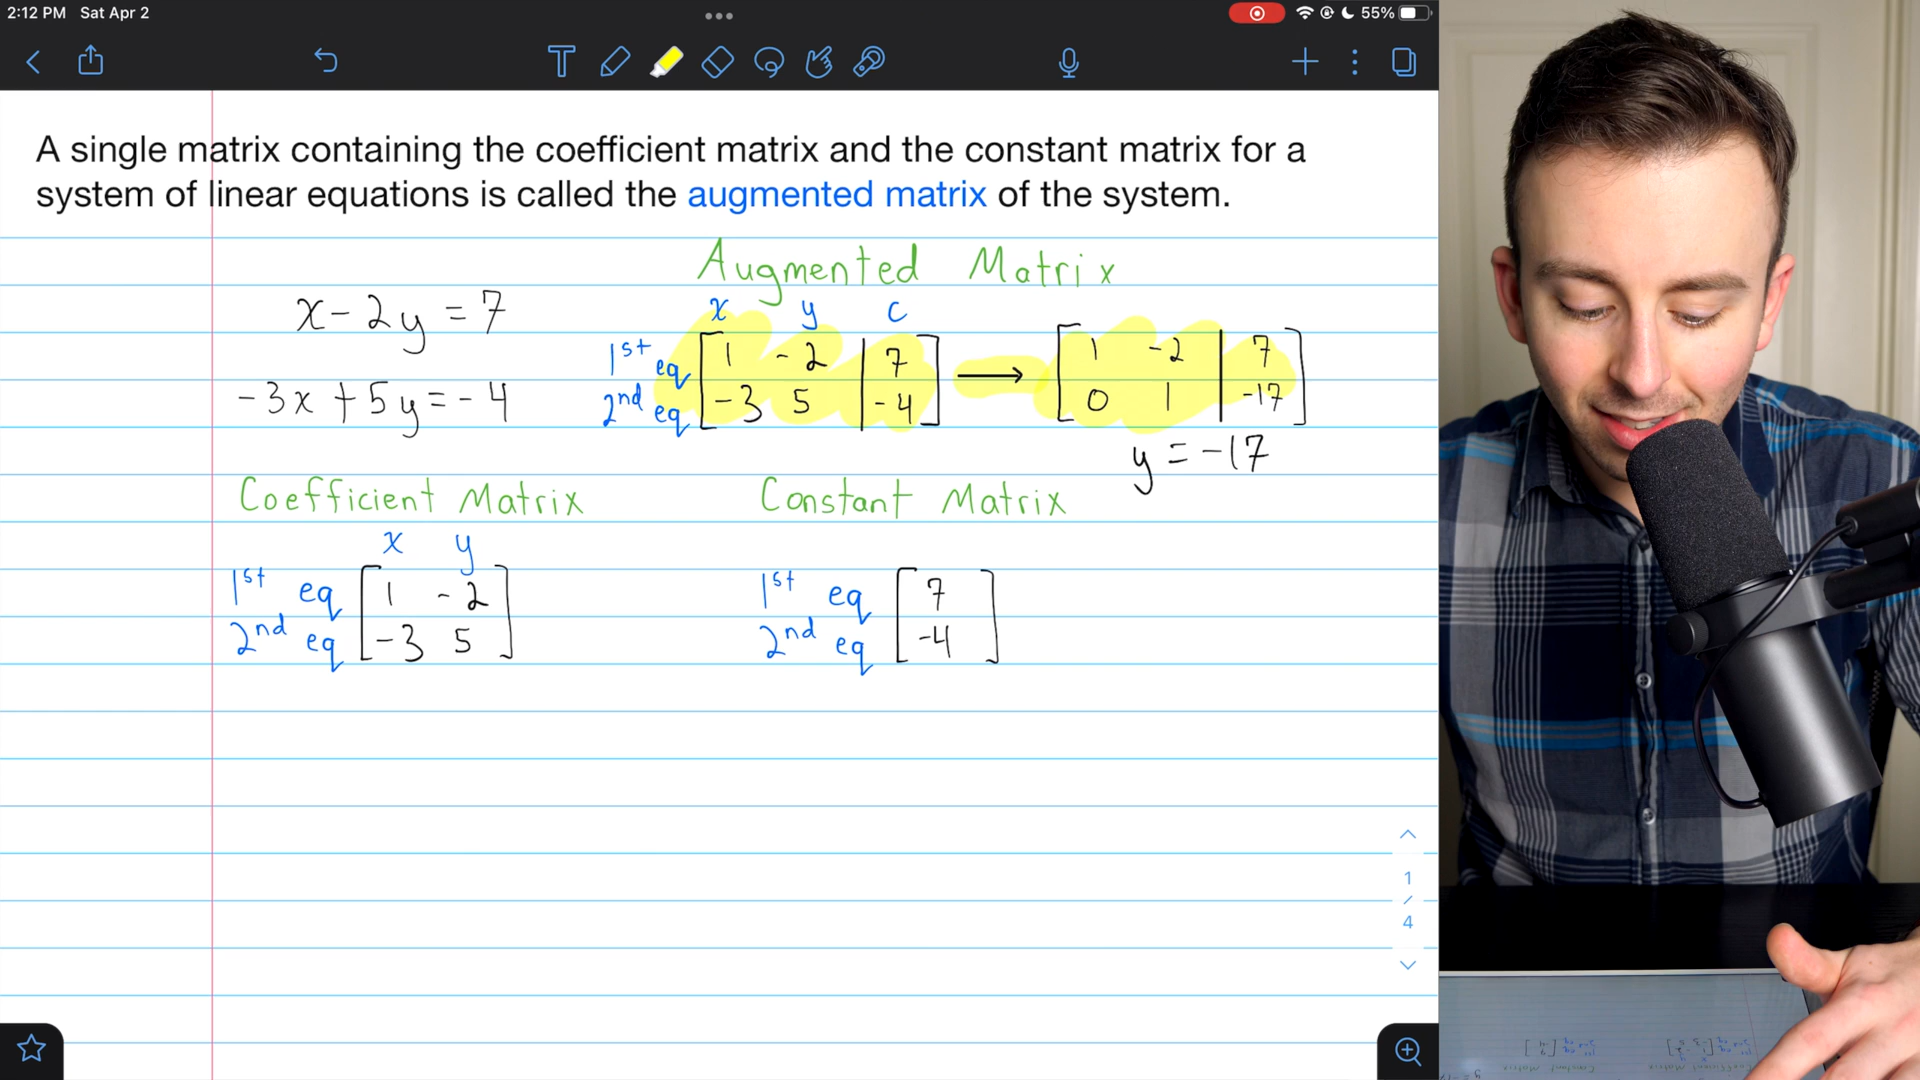 2:12 PM Sat Apr 2
55%
A single matrix containing the coefficient matrix and the constant matrix for a
system of linear equations is called the augmented matrix of the system.
Augmented Matrix
x - 2y = 7
-3x + 5y = -4
x y c
1st eq [ 1 -2 | 7 ] → [ 1 -2 | 7 ]
2nd eq [ -3 5 | -4 ] [ 0 1 | -17 ]
y = -17
Coefficient Matrix
x y
1st eq [ 1 -2 ]
2nd eq [ -3 5 ]
Constant Matrix
1st eq [ 7 ]
2nd eq [ -4 ]
1
/
4